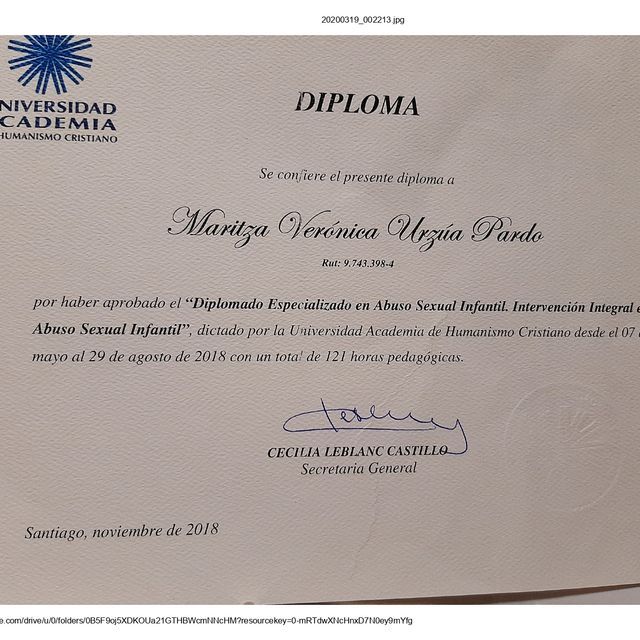 20200319_002213.jpg
NIVERSIDAD
CADEMIA
HUMANISMO CRISTIANO
DIPLOMA
Se confiere el presente diploma a
Maritza Verónica Urzúa Pardo
Rut: 9.743.398-4
por haber aprobado el “Diplomado Especializado en Abuso Sexual Infantil. Intervención Integral e
Abuso Sexual Infantil”, dictado por la Universidad Academia de Humanismo Cristiano desde el 07
mayo al 29 de agosto de 2018 con un total de 121 horas pedagógicas.
CECILIA LEBLANC CASTILLO
Secretaria General
Santiago, noviembre de 2018
e.com/drive/u/0/folders/0B5F9oj5XDKOUa21GTHBWcmNNcHM?resourcekey=0-mRTdwXNcHnxD7N0ey9mYfg